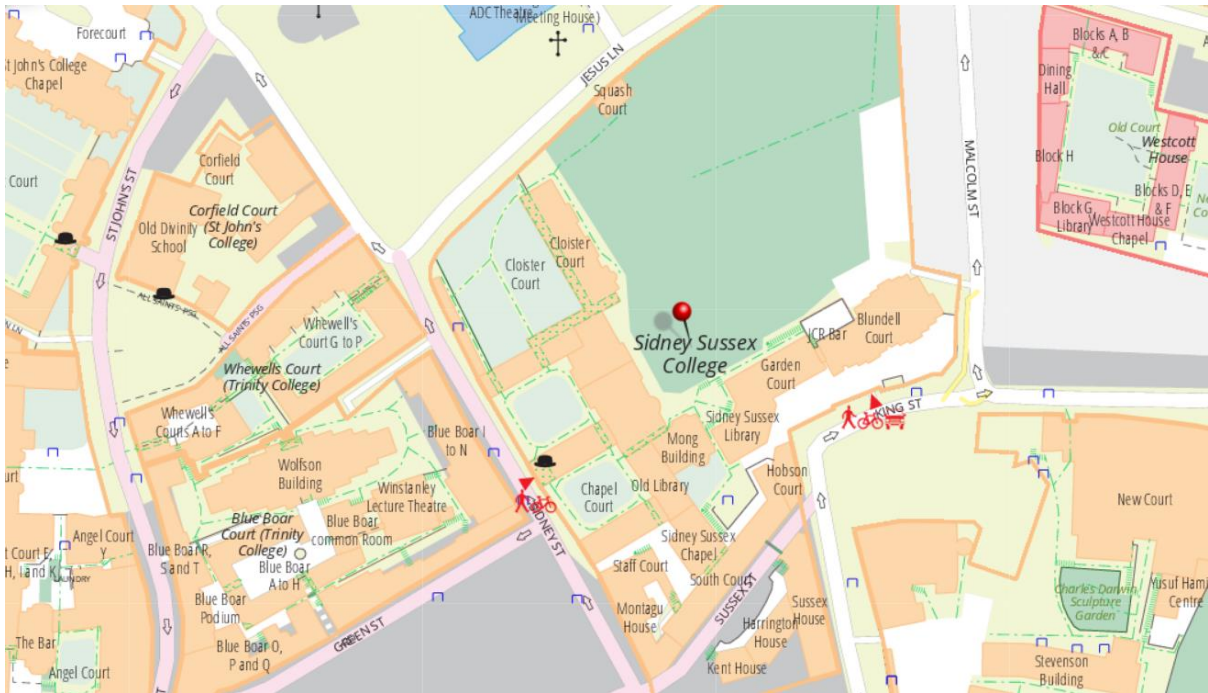 Forecourt
ADC Theatre
Meeting House)
St John's College
Chapel
JESUS LN
Squash
Court
Blocks A, B
& C
Dining
Hall
Old Court
Westcott
House
Block H
Blocks D, E
& F
Block G,
Library
Westcott House
Chapel
MALCOLM ST
ST JOHN'S ST
Court
Corfield
Court
Corfield Court
(St John's
College)
Old Divinity
School
ALL SAINTS' PSG
ALL SAINTS' PSG
Cloister
Court
Cloister
Court
Whewell's
Court G to P
Whewells Court
(Trinity College)
Whewell's
Courts A to F
Sidney Sussex
College
JCR Bar
Blundell
Court
Garden
Court
KING ST
Sidney Sussex
Library
Mong
Building
Old Library
Hobson
Court
Blue Boar I
to N
Wolfson
Building
Winstanley
Lecture Theatre
Blue Boar
common Room
Blue Boar
Court (Trinity
College)
Blue Boar
A to H
Blue Boar R,
S and T
Blue Boar
Podium
Blue Boar O,
P and Q
GREEN ST
SIDNEY ST
Chapel
Court
Staff Court
Sidney Sussex
Chapel
South Court
Montagu
House
SUSSEX ST
Sussex
House
Harrington
House
Kent House
New Court
Charles Darwin
Sculpture
Garden
Stevenson
Building
Centre
Angel Court
Y
H, I and K
LAUNDRY
The Bar
Angel Court